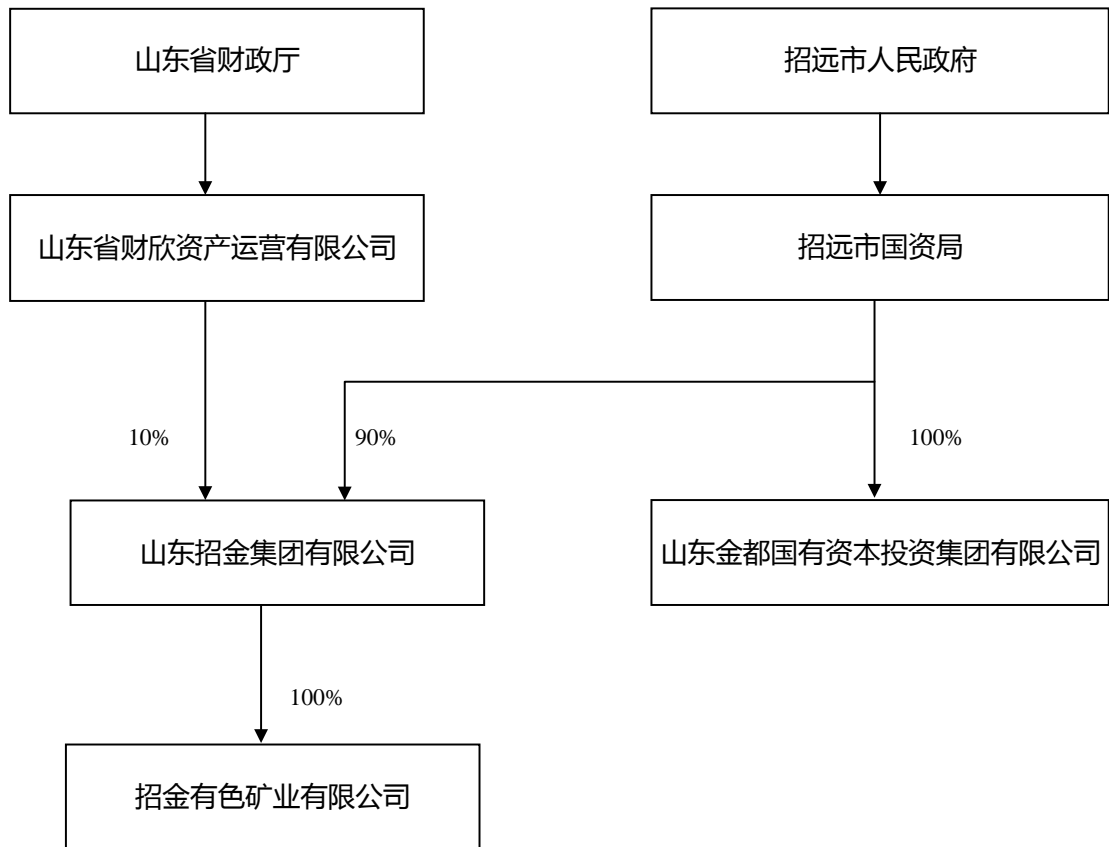 山东省财政厅
招远市人民政府
山东省财欣资产运营有限公司
招远市国资局
10%
90%
100%
山东招金集团有限公司
山东金都国有资本投资集团有限公司
100%
招金有色矿业有限公司